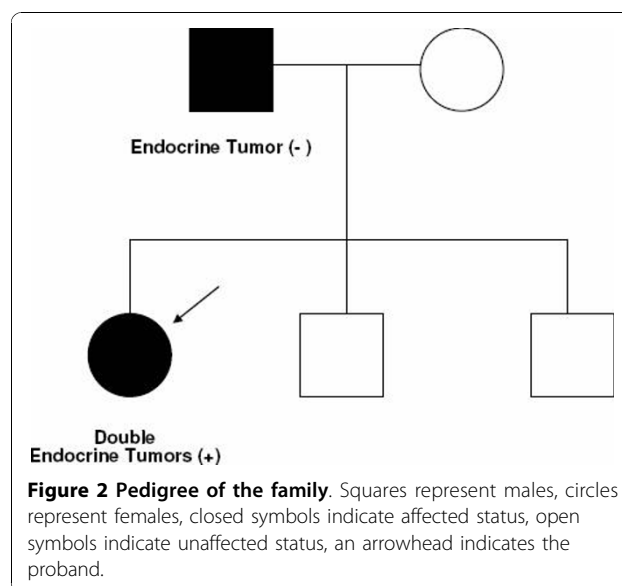 Endocrine Tumor (- )
Double
Endocrine Tumors (+)
Figure 2 Pedigree of the family. Squares represent males, circles
represent females, closed symbols indicate affected status, open
symbols indicate unaffected status, an arrowhead indicates the
proband.